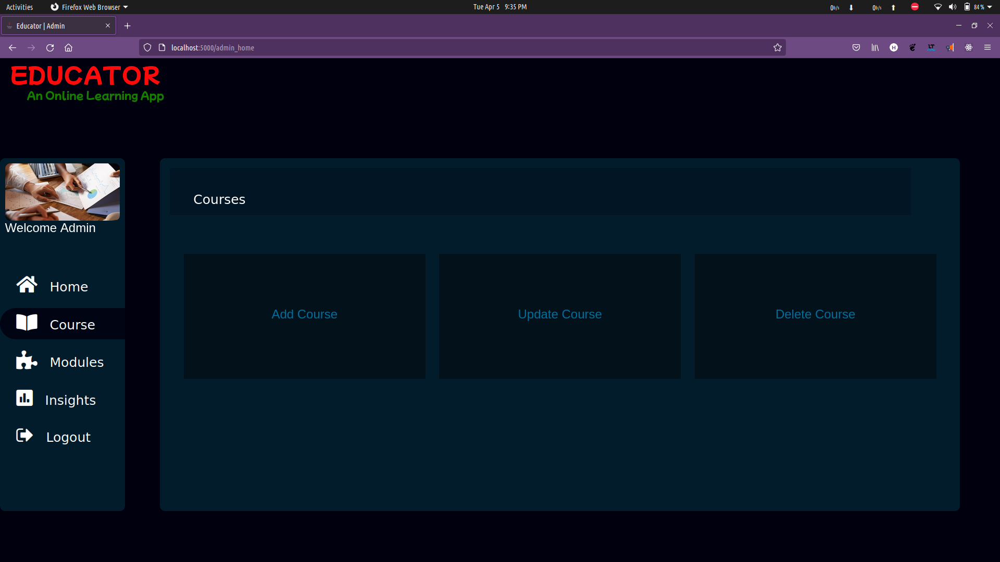 Activities Firefox Web Browser Tue Apr 5 9:35 PM 0b/s 0b/s 84 %
Educator | Admin
localhost:5000/admin_home
H LT
EDUCATOR
An Online Learning App
Courses
Welcome Admin
Home
Course
Modules
Insights
Logout
Add Course Update Course Delete Course